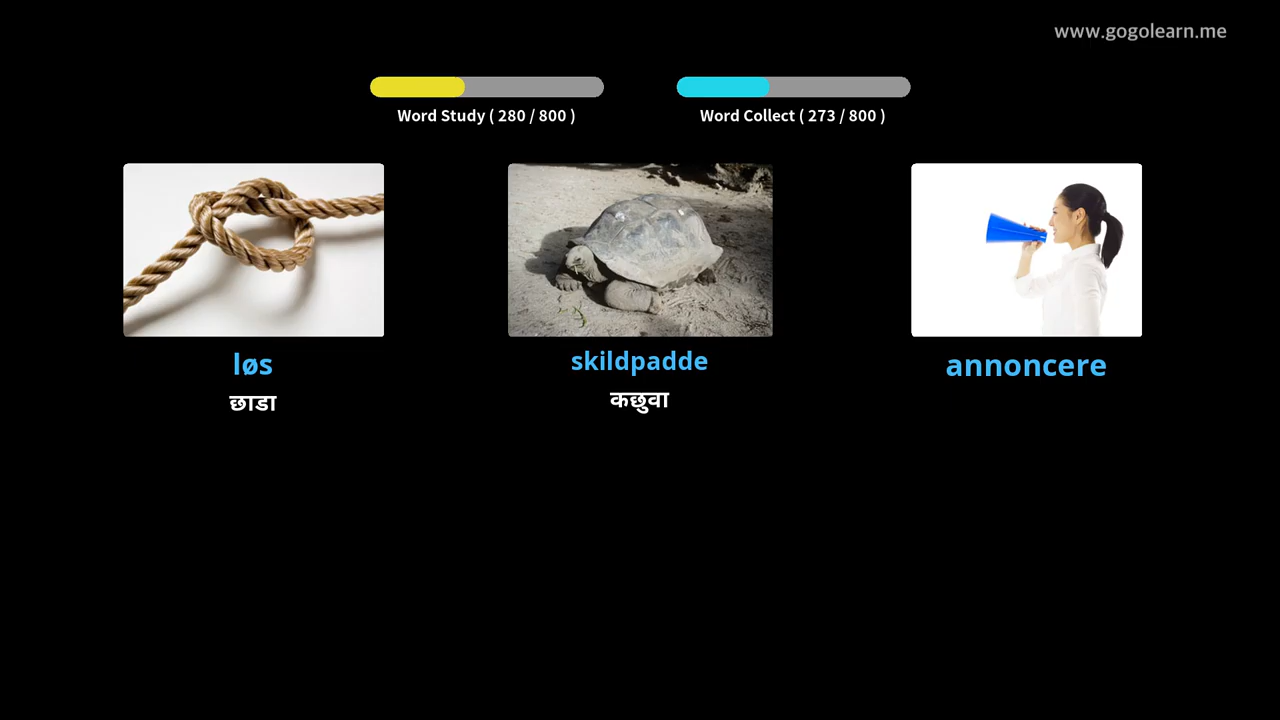 www.gogolearn.me
Word Study ( 280 / 800 )
Word Collect ( 273 / 800 )
løs
छाडा
skildpadde
कछुवा
annoncere